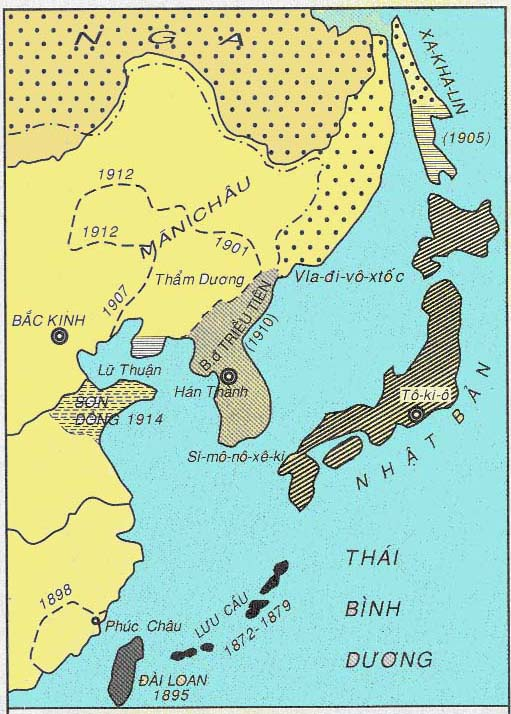 NGA
XA-KHA-LIN
(1905)
1912
MÃN CHÂU
1912
1901
Thẩm Dương
Vla-đi-vô-xtốc
1907
BẮC KINH
B.đ TRIỀU TIÊN
(1910)
Lữ Thuận
Hán Thành
SƠN
ĐÔNG 1914
Tô-ki-ô
NHẬT BẢN
Si-mô-nô-xê-ki
THÁI
BÌNH
DƯƠNG
1898
Phúc Châu
LƯU CẦU
1872-1879
ĐÀI LOAN
1895